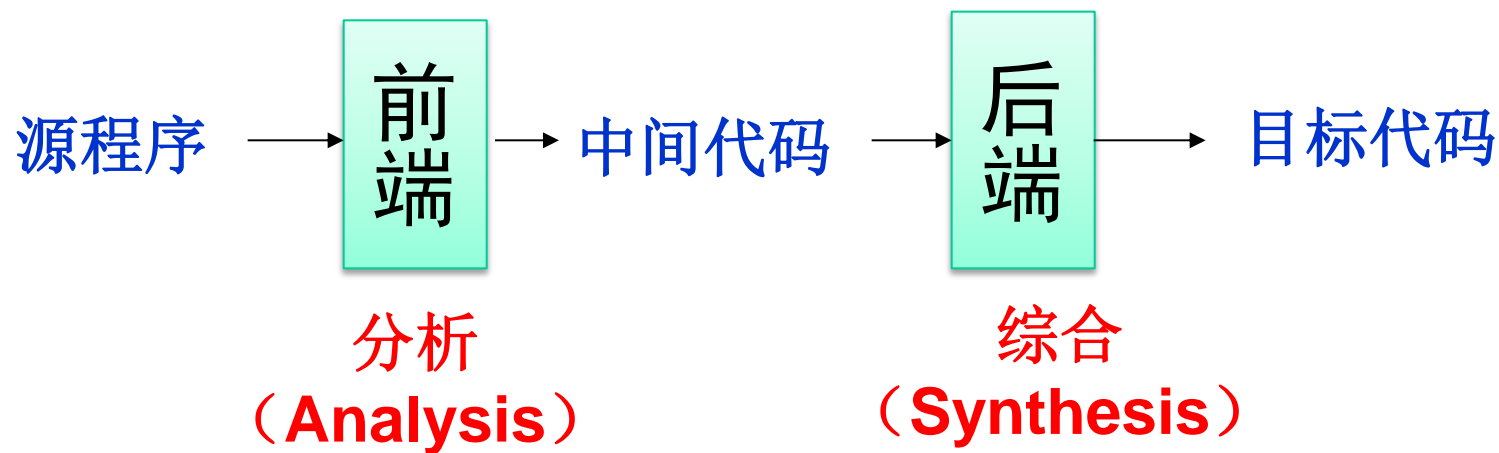 源程序
前端
中间代码
后端
目标代码
分析
（Analysis）
综合
（Synthesis）